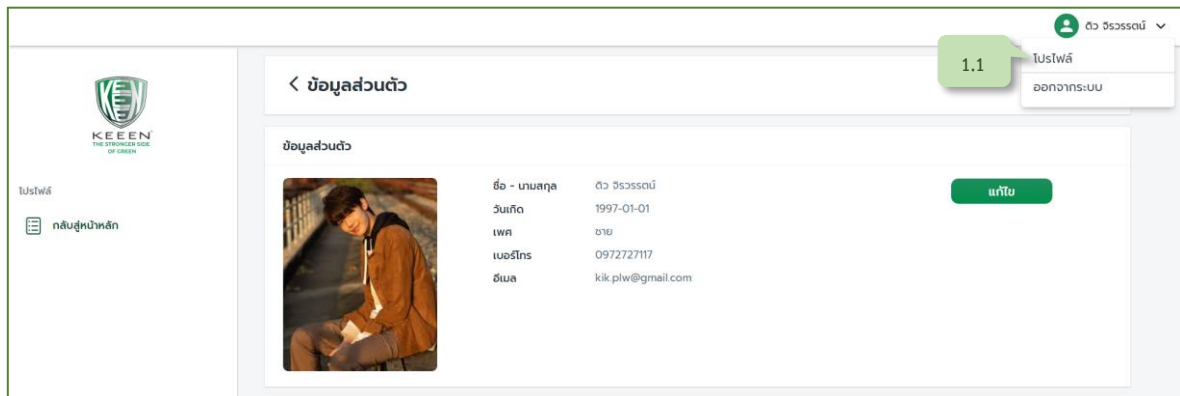 ติว จิรวรรตน์
1.1
โปรไฟล์
ออกจากระบบ
KEEEN
THE STRONGER SIDE
OF GREEN
โปรไฟล์
กลับสู่หน้าหลัก
ข้อมูลส่วนตัว
ข้อมูลส่วนตัว
ชื่อ - นามสกุล ติว จิรวรรตน์
วันเกิด 1997-01-01
เพศ ชาย
เบอร์โทร 0972727117
อีเมล kik.plw@gmail.com
แก้ไข